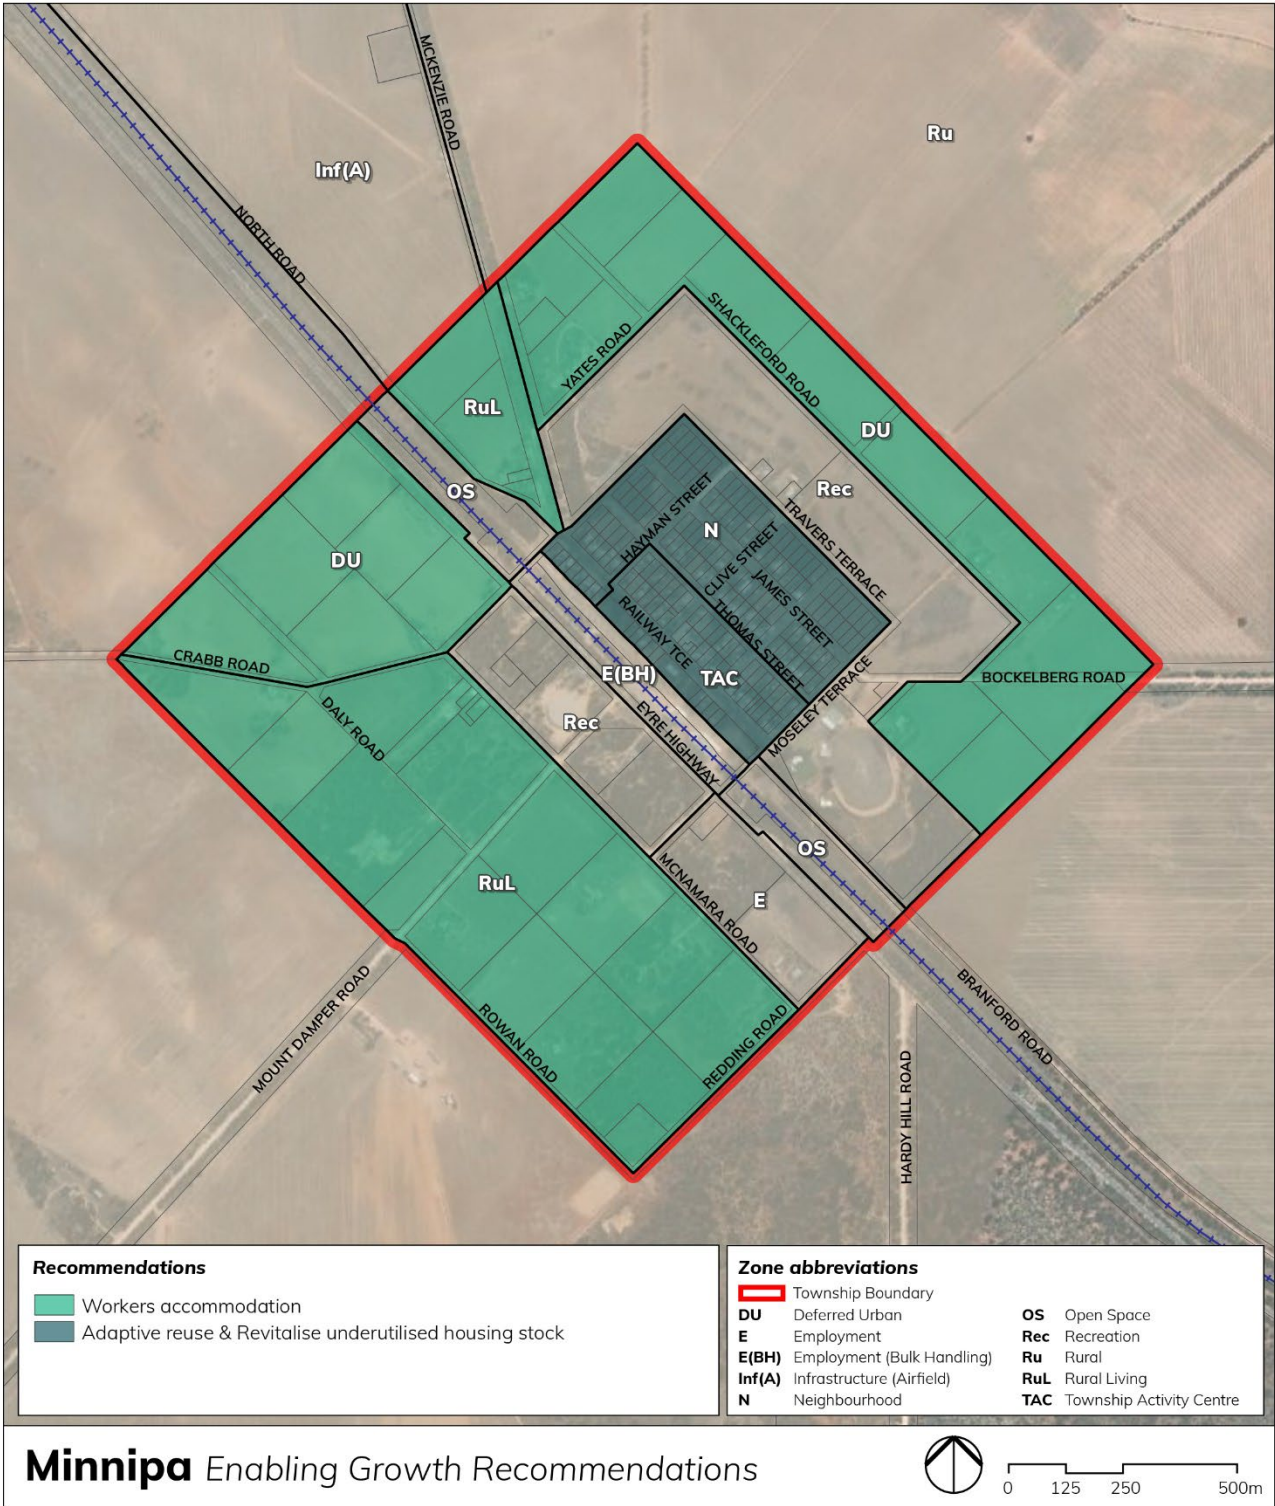 MCKENZIE ROAD
Ru
Inf(A)
NORTH ROAD
SHACKLEFORD ROAD
YATES ROAD
RuL
DU
OS
Rec
HAYMAN STREET
TRAVERS TERRACE
N
CLIVE STREET
DU
JAMES STREET
RAILWAY TCE
THOMAS STREET
CRABB ROAD
E(BH)
TAC
MOSELEY TERRACE
BOCKELBERG ROAD
DALY ROAD
Rec
EYRE HIGHWAY
OS
RuL
MCNAMARA ROAD
E
MOUNT DAMPER ROAD
ROWAN ROAD
REDDING ROAD
BRANFORD ROAD
HARDY HILL ROAD
Recommendations
Workers accommodation
Adaptive reuse & Revitalise underutilised housing stock
Zone abbreviations
Township Boundary
DU Deferred Urban
E Employment
E(BH) Employment (Bulk Handling)
Inf(A) Infrastructure (Airfield)
N Neighbourhood
OS Open Space
Rec Recreation
Ru Rural
RuL Rural Living
TAC Township Activity Centre
Minnipa Enabling Growth Recommendations
0 125 250 500m